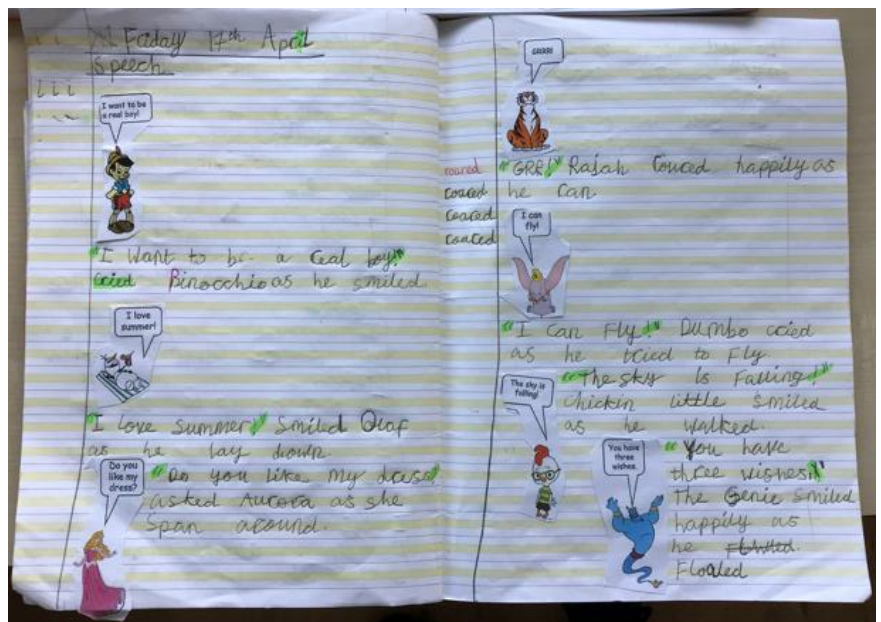 Friday 17th April
Speech
I want to be
a real boy!
"I want to be a real boy!"
cried Pinocchio as he smiled.
I love
summer!
"I Love Summer!" Smiled Olaf
as he lay down.
Do you
like my
dress?
"Do you like my dress?"
asked Aurora as she
Span around.
GRRR!
roared
roared
roared
roared
"GRR!" Rajah roared happily as
he can
I can
fly!
"I Can Fly!" Dumbo cried
as he tried to Fly.
The sky is
falling!
"The sky is Falling!"
chickin little Smiled
as he walked.
You have
three
wishes.
"You have
three wishes!"
the Genie Smiled
happily as
he
Floated